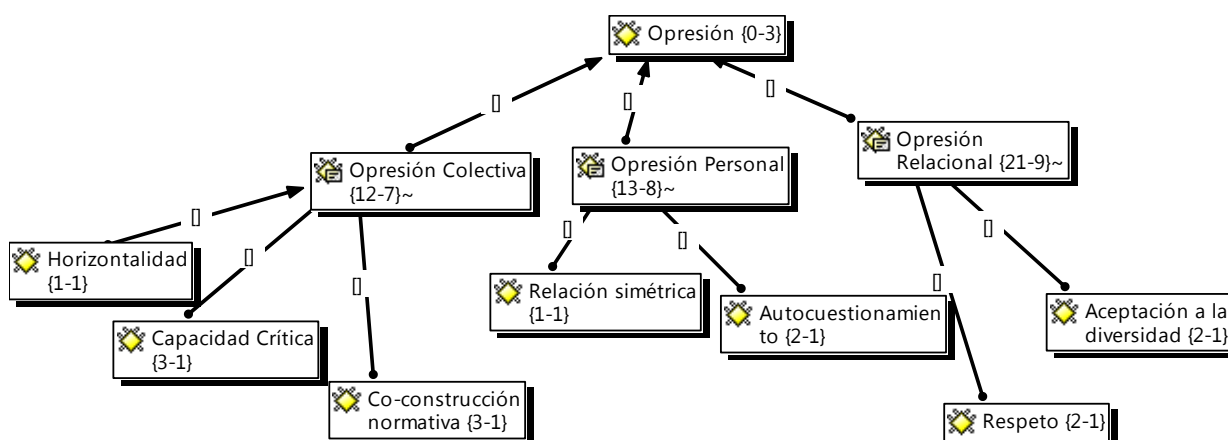 Opresión {0-3}
[]
[]
[]
Opresión Colectiva
{12-7}~
Opresión Personal
{13-8}~
Opresión
Relacional {21-9}~
[]
[]
[]
[]
[]
[]
[]
Horizontalidad
{1-1}
Capacidad Crítica
{3-1}
Co-construcción
normativa {3-1}
Relación simétrica
{1-1}
Autocuestionamien
to {2-1}
Respeto {2-1}
Aceptación a la
diversidad {2-1}